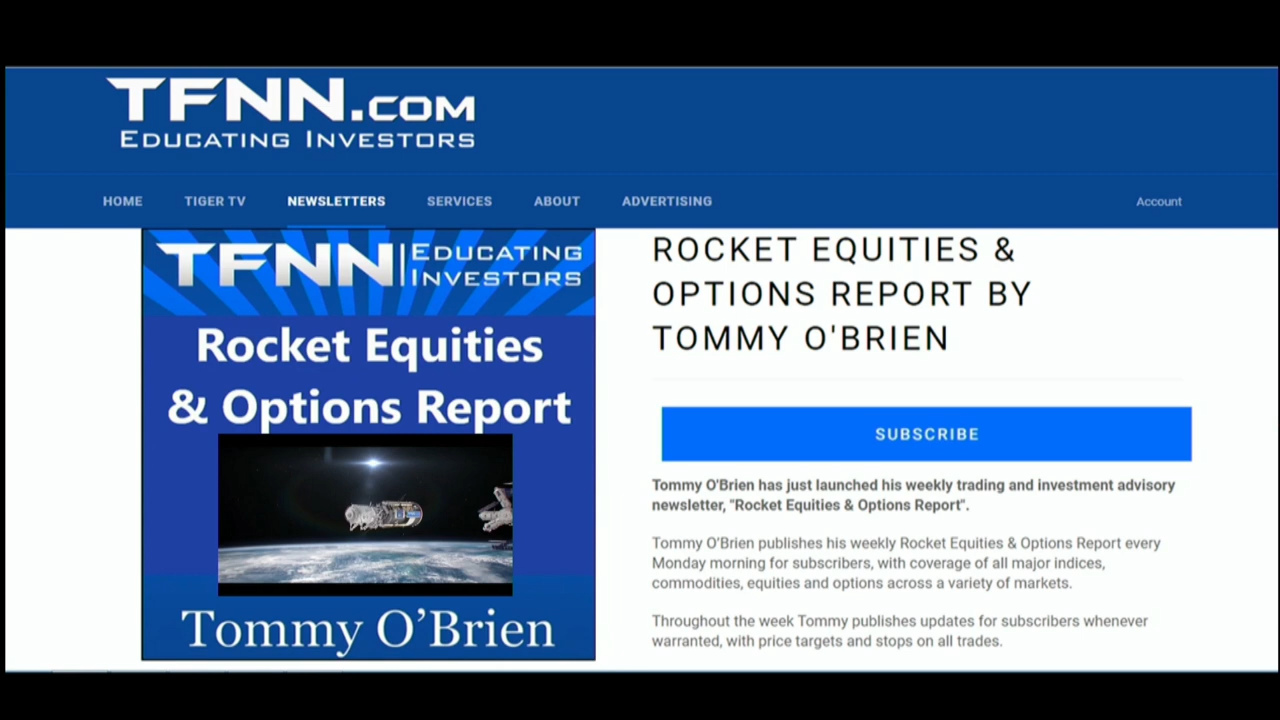 TFNN.COM
EDUCATING INVESTORS
HOME TIGER TV NEWSLETTERS SERVICES ABOUT ADVERTISING Account
TFNN EDUCATING
INVESTORS
Rocket Equities
& Options Report
Tommy O’Brien
ROCKET EQUITIES &
OPTIONS REPORT BY
TOMMY O'BRIEN
SUBSCRIBE
Tommy O'Brien has just launched his weekly trading and investment advisory
newsletter, "Rocket Equities & Options Report".
Tommy O’Brien publishes his weekly Rocket Equities & Options Report every
Monday morning for subscribers, with coverage of all major indices,
commodities, equities and options across a variety of markets.
Throughout the week Tommy publishes updates for subscribers whenever
warranted, with price targets and stops on all trades.